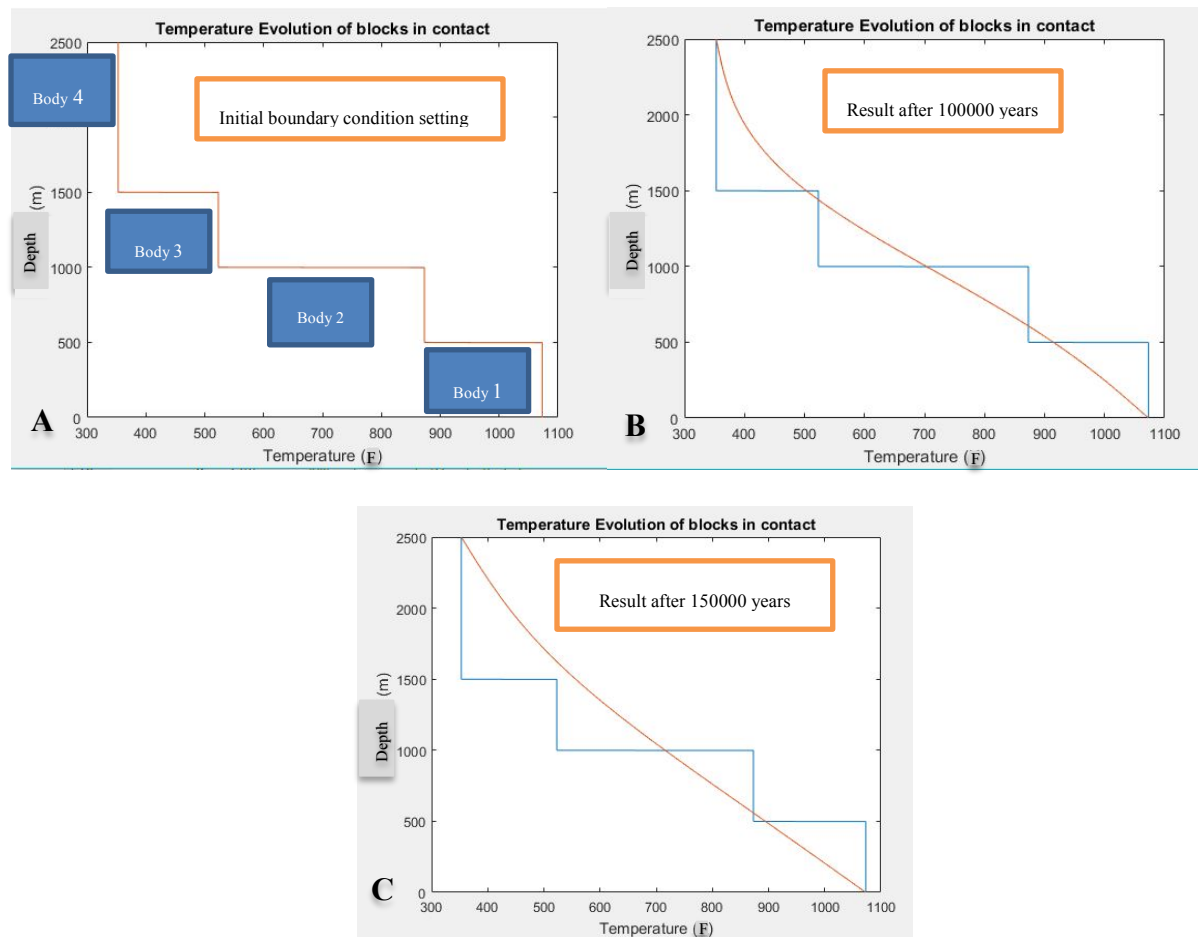 Temperature Evolution of blocks in contact
2500
2000
1500
1000
500
0
Depth (m)
Body 4
Initial boundary condition setting
Body 3
Body 2
Body 1
A
300 400 500 600 700 800 900 1000 1100
Temperature (F)
Temperature Evolution of blocks in contact
2500
2000
1500
1000
500
0
Depth (m)
Result after 100000 years
B
300 400 500 600 700 800 900 1000 1100
Temperature (F)
Temperature Evolution of blocks in contact
2500
2000
1500
1000
500
0
Depth (m)
Result after 150000 years
C
300 400 500 600 700 800 900 1000 1100
Temperature (F)